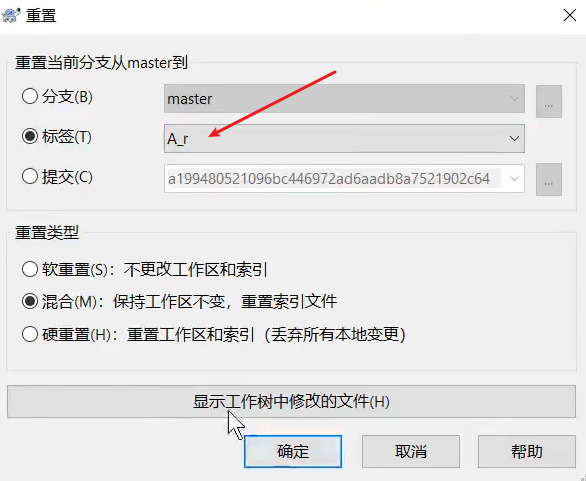 重置
重置当前分支从master到
分支(B)
master
...
标签(T)
A_r
提交(C)
a199480521096bc446972ad6aadb8a7521902c64
...
重置类型
软重置(S)：不更改工作区和索引
混合(M)：保持工作区不变，重置索引文件
硬重置(H)：重置工作区和索引（丢弃所有本地变更）
显示工作树中修改的文件(H)
确定
取消
帮助